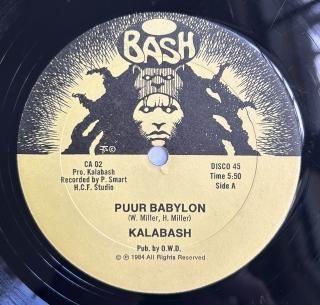 BASH
CA 02
Pro. Kalabash
Recorded by P. Smart
H.C.F. Studio
DISCO 45
Time 5:50
Side A
PUUR BABYLON
(W. Miller, H. Miller)
KALABASH
Pub. by O.W.D.
© ℗ 1984 All Rights Reserved